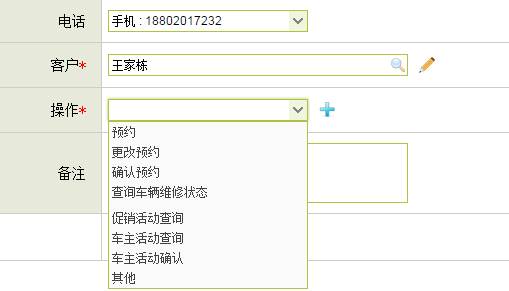 电话 手机 : 18802017232
客户* 王家栋
操作*
预约
更改预约
确认预约
查询车辆维修状态
备注
促销活动查询
车主活动查询
车主活动确认
其他